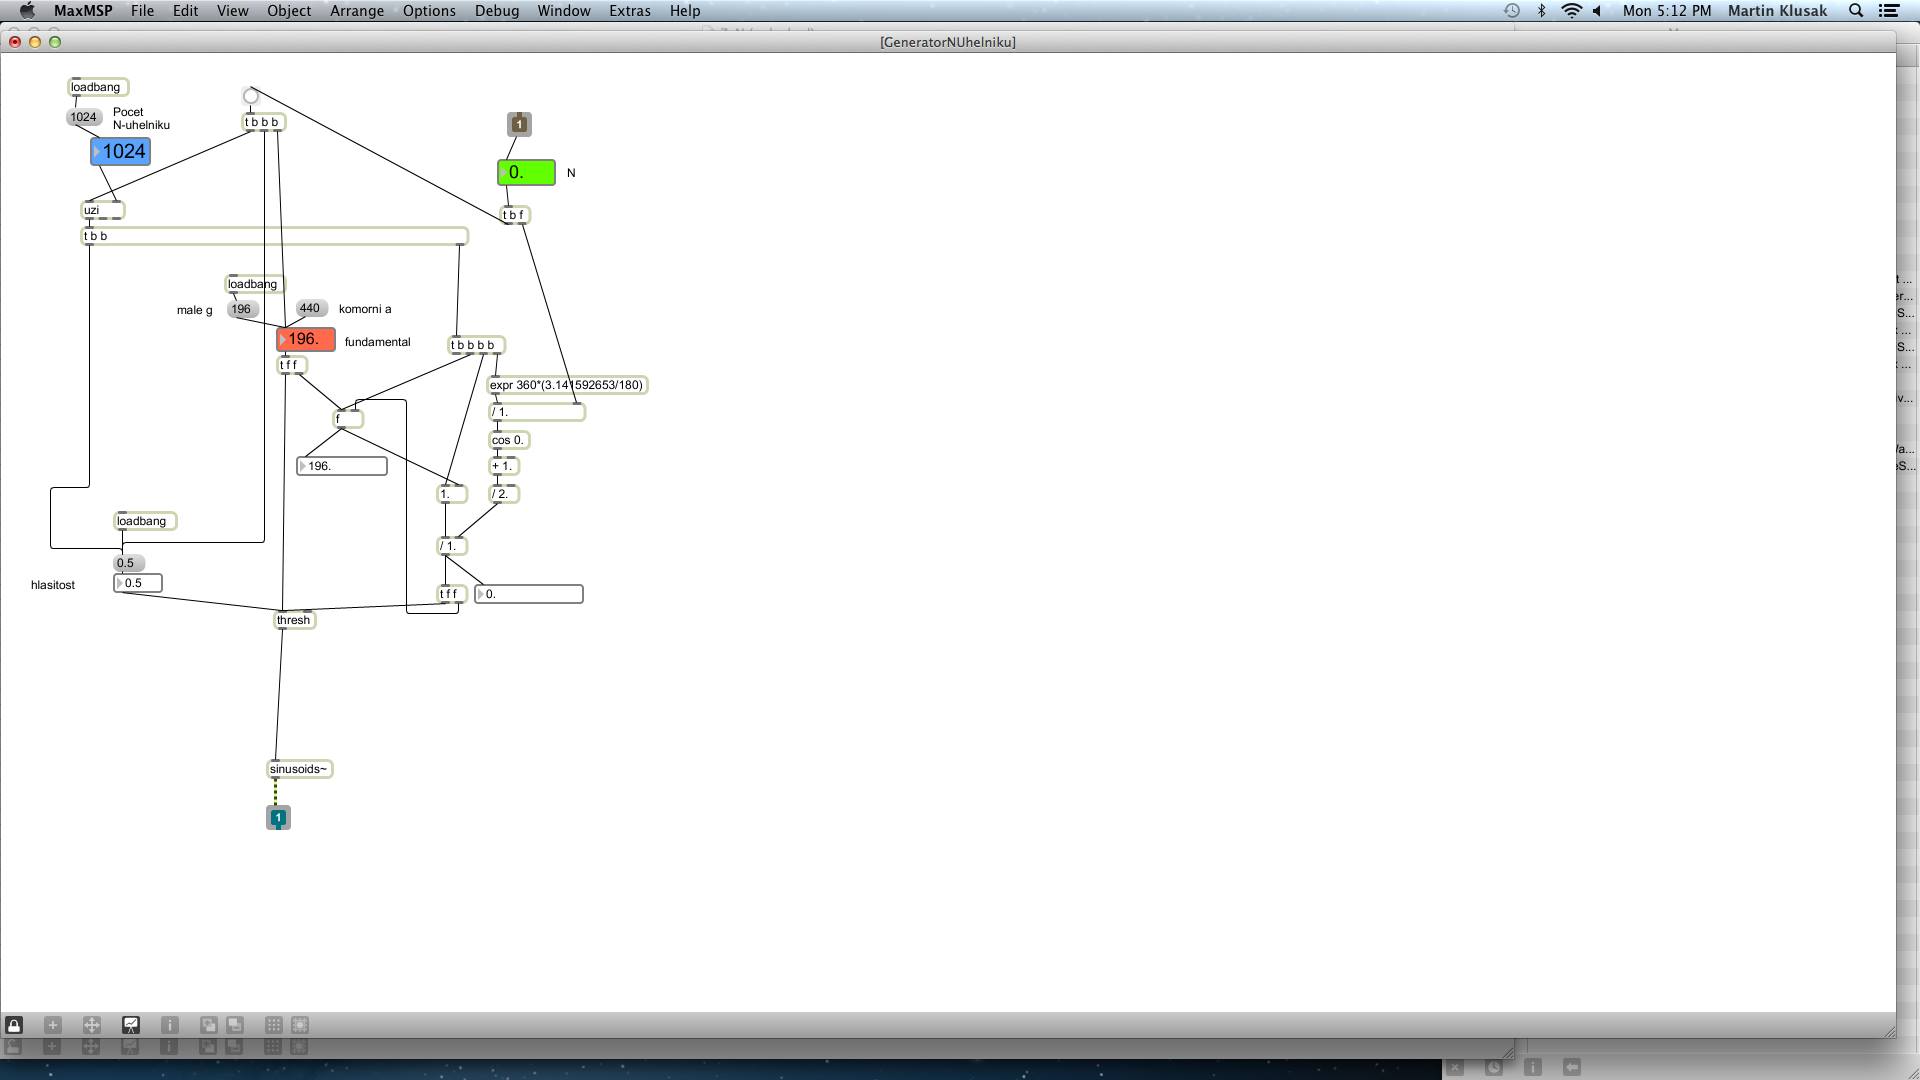 MaxMSP File Edit View Object Arrange Options Debug Window Extras Help
Mon 5:12 PM Martin Klusak
[GeneratorNUhelniku]
loadbang
1024
Pocet
N-uhelniku
1024
t b b b
1
0.
N
uzi
t b f
t b b
loadbang
male g
196
440
komorni a
196.
fundamental
t b b b b
t f f
expr 360*(3.141592653/180)
/ 1.
f
cos 0.
196.
+ 1.
1.
/ 2.
loadbang
/ 1.
0.5
hlasitost
0.5
t f f
0.
thresh
sinusoids~
1